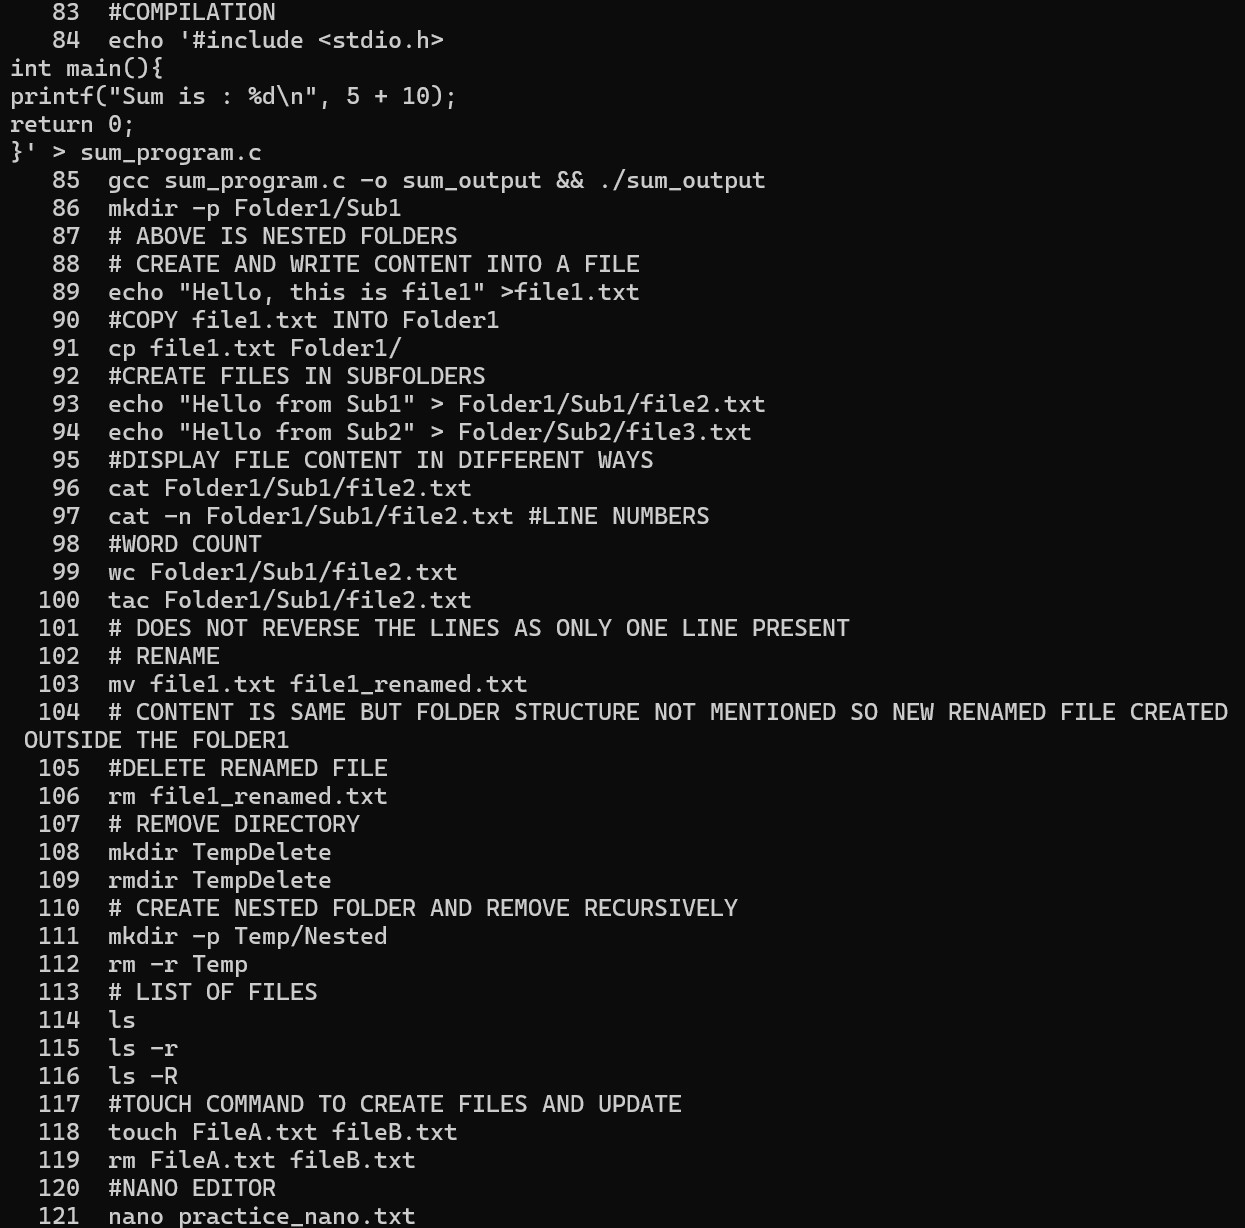 83  #COMPILATION
84  echo '#include <stdio.h>
int main(){
printf("Sum is : %d\n", 5 + 10);
return 0;
}' > sum_program.c
85  gcc sum_program.c -o sum_output && ./sum_output
86  mkdir -p Folder1/Sub1
87  # ABOVE IS NESTED FOLDERS
88  # CREATE AND WRITE CONTENT INTO A FILE
89  echo "Hello, this is file1" >file1.txt
90  #COPY file1.txt INTO Folder1
91  cp file1.txt Folder1/
92  #CREATE FILES IN SUBFOLDERS
93  echo "Hello from Sub1" > Folder1/Sub1/file2.txt
94  echo "Hello from Sub2" > Folder/Sub2/file3.txt
95  #DISPLAY FILE CONTENT IN DIFFERENT WAYS
96  cat Folder1/Sub1/file2.txt
97  cat -n Folder1/Sub1/file2.txt #LINE NUMBERS
98  #WORD COUNT
99  wc Folder1/Sub1/file2.txt
100  tac Folder1/Sub1/file2.txt
101  # DOES NOT REVERSE THE LINES AS ONLY ONE LINE PRESENT
102  # RENAME
103  mv file1.txt file1_renamed.txt
104  # CONTENT IS SAME BUT FOLDER STRUCTURE NOT MENTIONED SO NEW RENAMED FILE CREATED
OUTSIDE THE FOLDER1
105  #DELETE RENAMED FILE
106  rm file1_renamed.txt
107  # REMOVE DIRECTORY
108  mkdir TempDelete
109  rmdir TempDelete
110  # CREATE NESTED FOLDER AND REMOVE RECURSIVELY
111  mkdir -p Temp/Nested
112  rm -r Temp
113  # LIST OF FILES
114  ls
115  ls -r
116  ls -R
117  #TOUCH COMMAND TO CREATE FILES AND UPDATE
118  touch FileA.txt fileB.txt
119  rm FileA.txt fileB.txt
120  #NANO EDITOR
121  nano practice_nano.txt